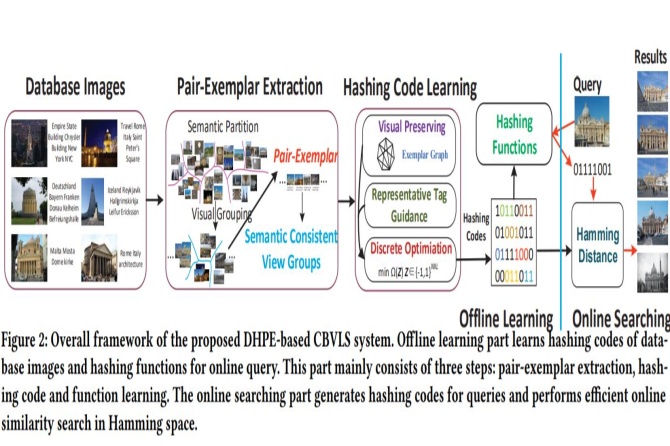 Results
Database Images
Pair-Exemplar Extraction
Hashing Code Learning
Query
Empire State
Building Chrysler
Building New
York NYC
Travel Rome
Italy Saint
Peter's
Square
Deutschland
Bayern Franken
Donau Kelheim
Befreiungshalle
Iceland Reykjavik
Hallgrimskirkja
Leifur Ericsson
Malta Mosta
Dome kirke
Rome Italy
architecture
Semantic Partition
Pair-Exemplar
...
...
Visual Grouping
Semantic Consistent
View Groups
...
...
Visual Preserving
Exemplar Graph
Representative Tag
Guidance
Discrete Optimiation
min Ω(Z) Z∈{-1,1}
Hashing
Functions
Hashing
Codes
10110011
01001011
01111000
00011011
01111001
Hamming
Distance
Offline Learning
Online Searching
Figure 2: Overall framework of the proposed DHPE-based CBVLS system. Offline learning part learns hashing codes of data-
base images and hashing functions for online query. This part mainly consists of three steps: pair-exemplar extraction, hash-
ing code and function learning. The online searching part generates hashing codes for queries and performs efficient online
similarity search in Hamming space.